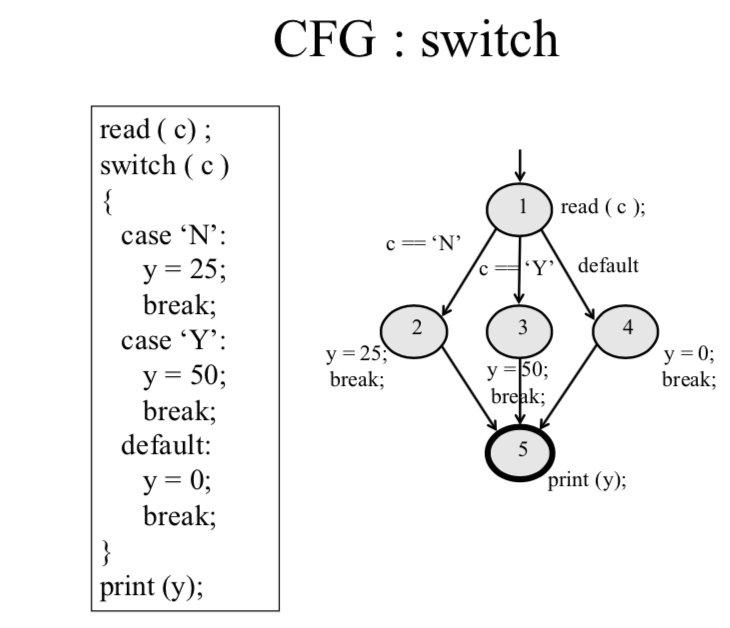 CFG : switch
read ( c) ;
switch ( c )
{
case ‘N’:
y = 25;
break;
case ‘Y’:
y = 50;
break;
default:
y = 0;
break;
}
print (y);
1
read ( c );
c == ‘N’
c == ‘Y’
default
2
3
4
y = 25;
break;
y = 50;
break;
y = 0;
break;
5
print (y);